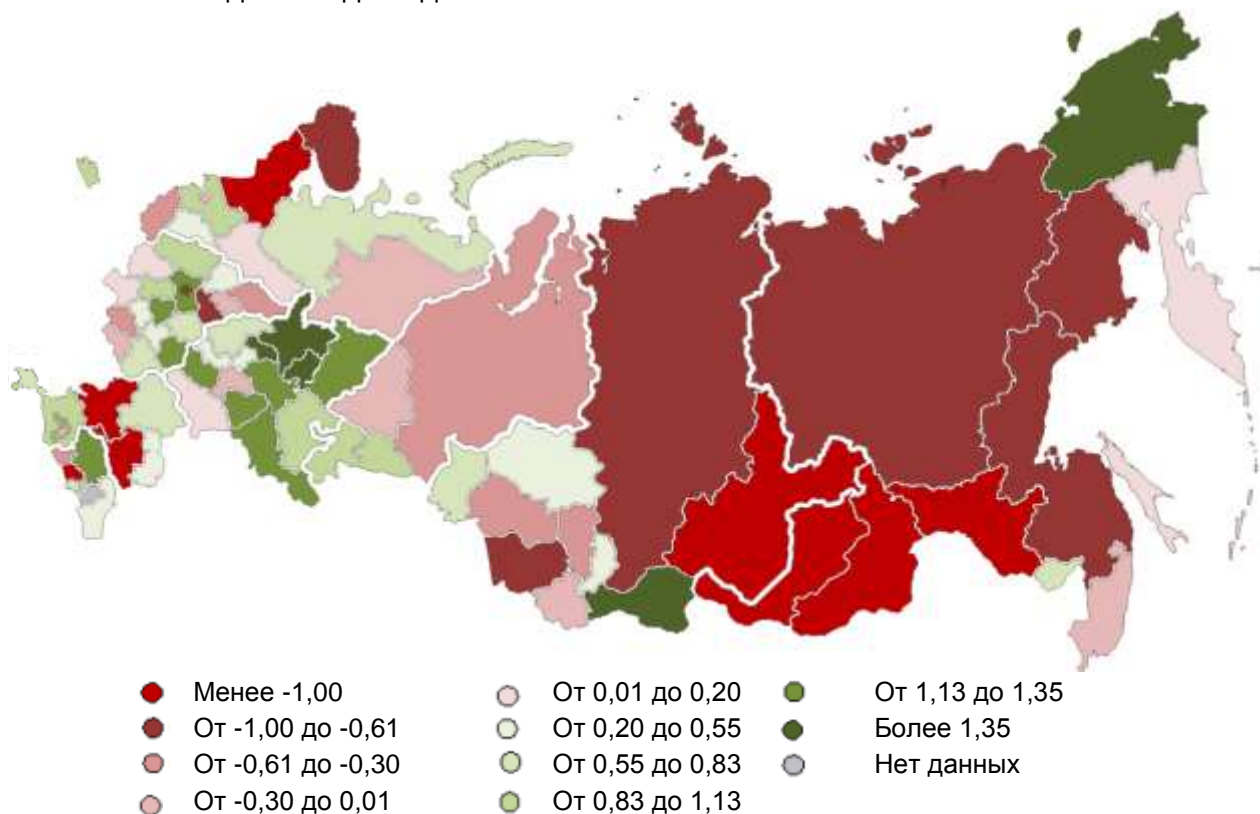 Менее -1,00
От -1,00 до -0,61
От -0,61 до -0,30
От -0,30 до 0,01
От 0,01 до 0,20
От 0,20 до 0,55
От 0,55 до 0,83
От 0,83 до 1,13
От 1,13 до 1,35
Более 1,35
Нет данных